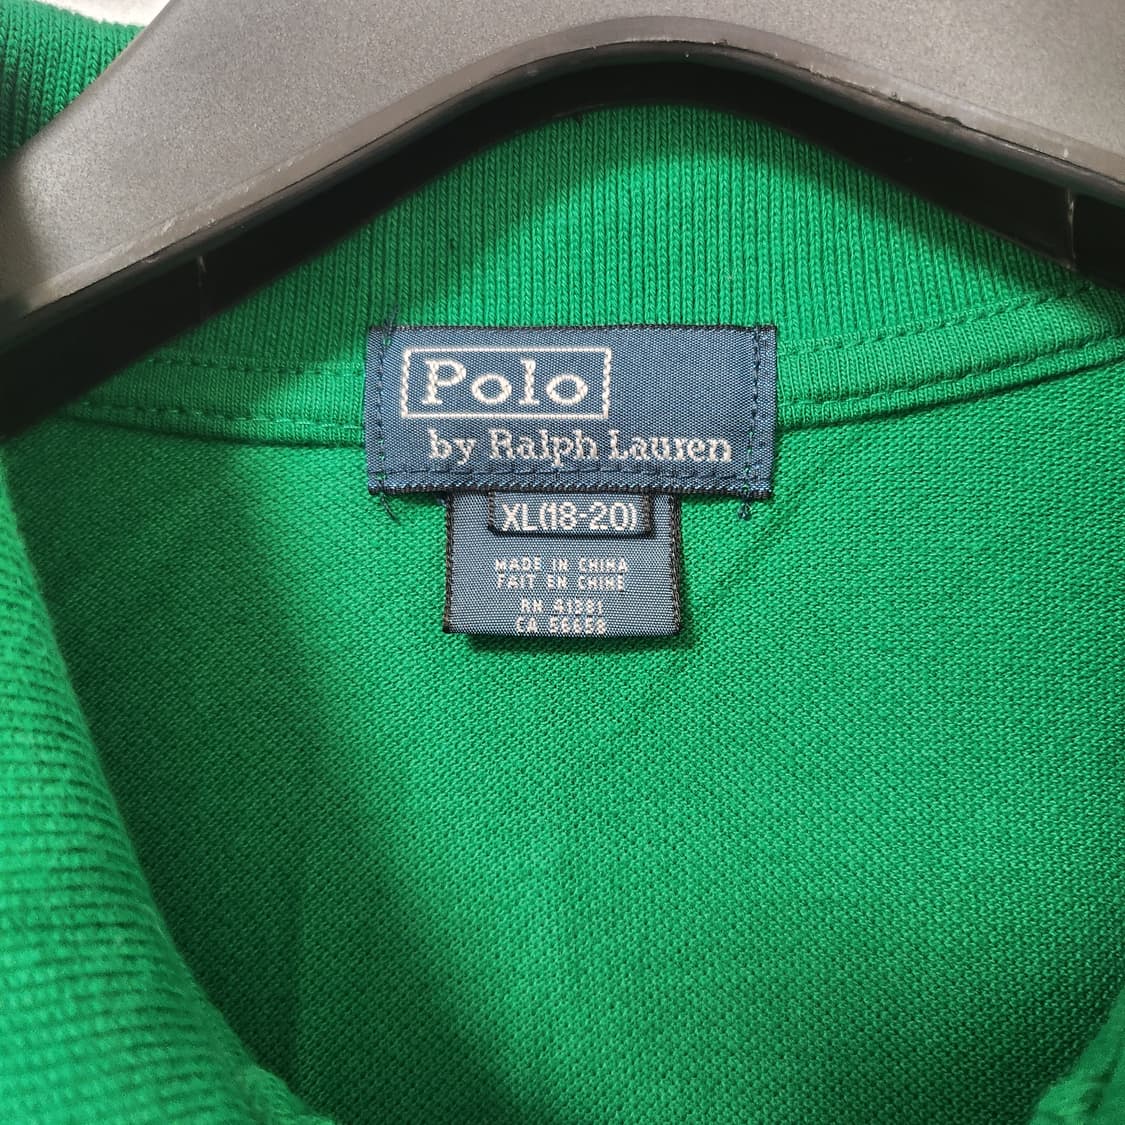 Polo
by Ralph Lauren
XL(18-20)
MADE IN CHINA
FAIT EN CHINE
RN 41381
CA 56658